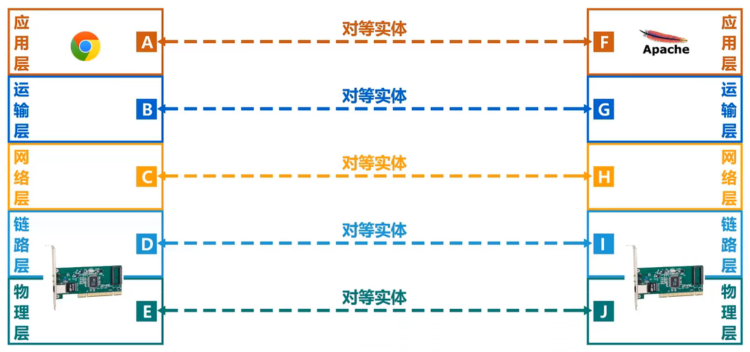 应用层 A 对等实体 F Apache 应用层
运输层 B 对等实体 G 运输层
网络层 C 对等实体 H 网络层
链路层 D 对等实体 I 链路层
物理层 E 对等实体 J 物理层